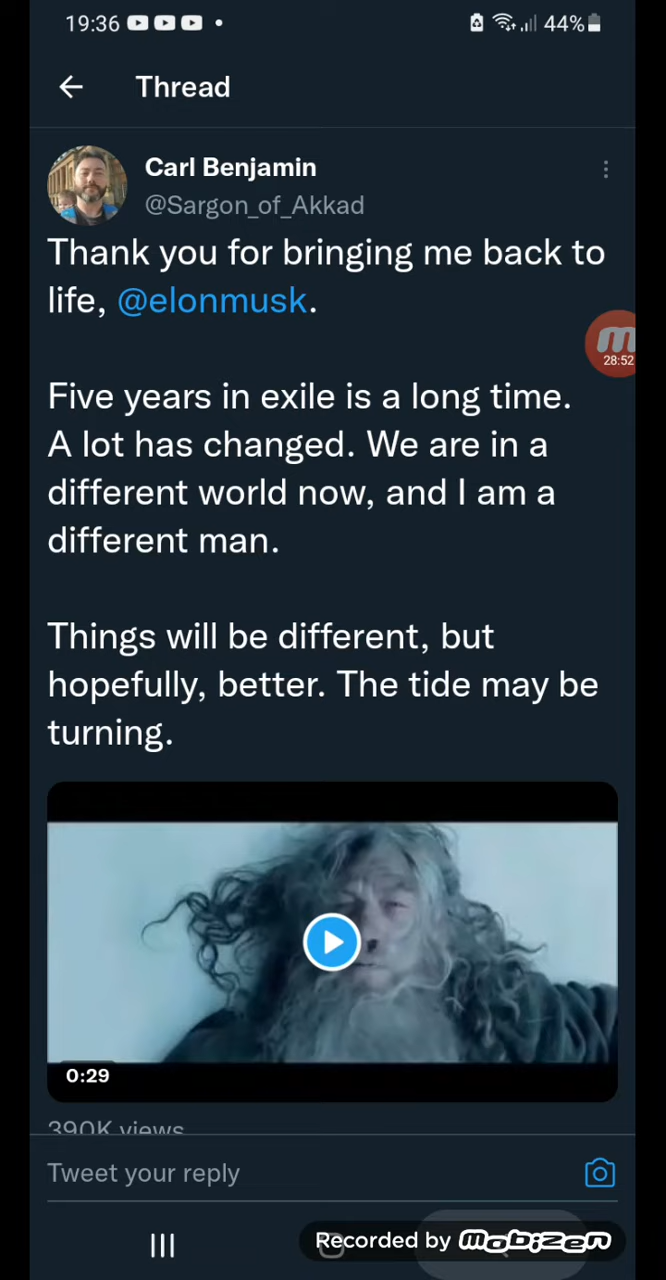 19:36
44%
Thread
Carl Benjamin
@Sargon_of_Akkad
Thank you for bringing me back to
life, @elonmusk.
28:52
Five years in exile is a long time.
A lot has changed. We are in a
different world now, and I am a
different man.
Things will be different, but
hopefully, better. The tide may be
turning.
0:29
390K views
Tweet your reply
Recorded by mobizen